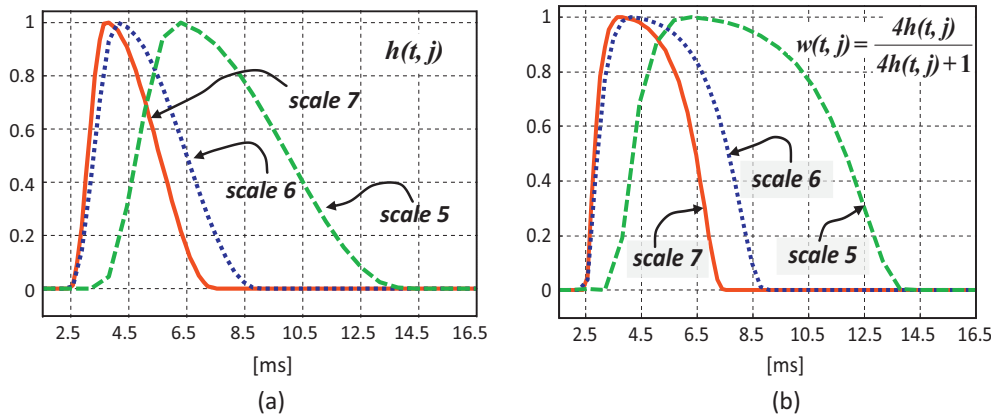 1
0.8
0.6
0.4
0.2
0
h(t, j)
scale 7
scale 6
scale 5
2.5 4.5 6.5 8.5 10.5 12.5 14.5 16.5
[ms]
(a)
1
0.8
0.6
0.4
0.2
0
w(t, j) = 4h(t, j) / 4h(t, j) + 1
scale 6
scale 7
scale 5
2.5 4.5 6.5 8.5 10.5 12.5 14.5 16.5
[ms]
(b)